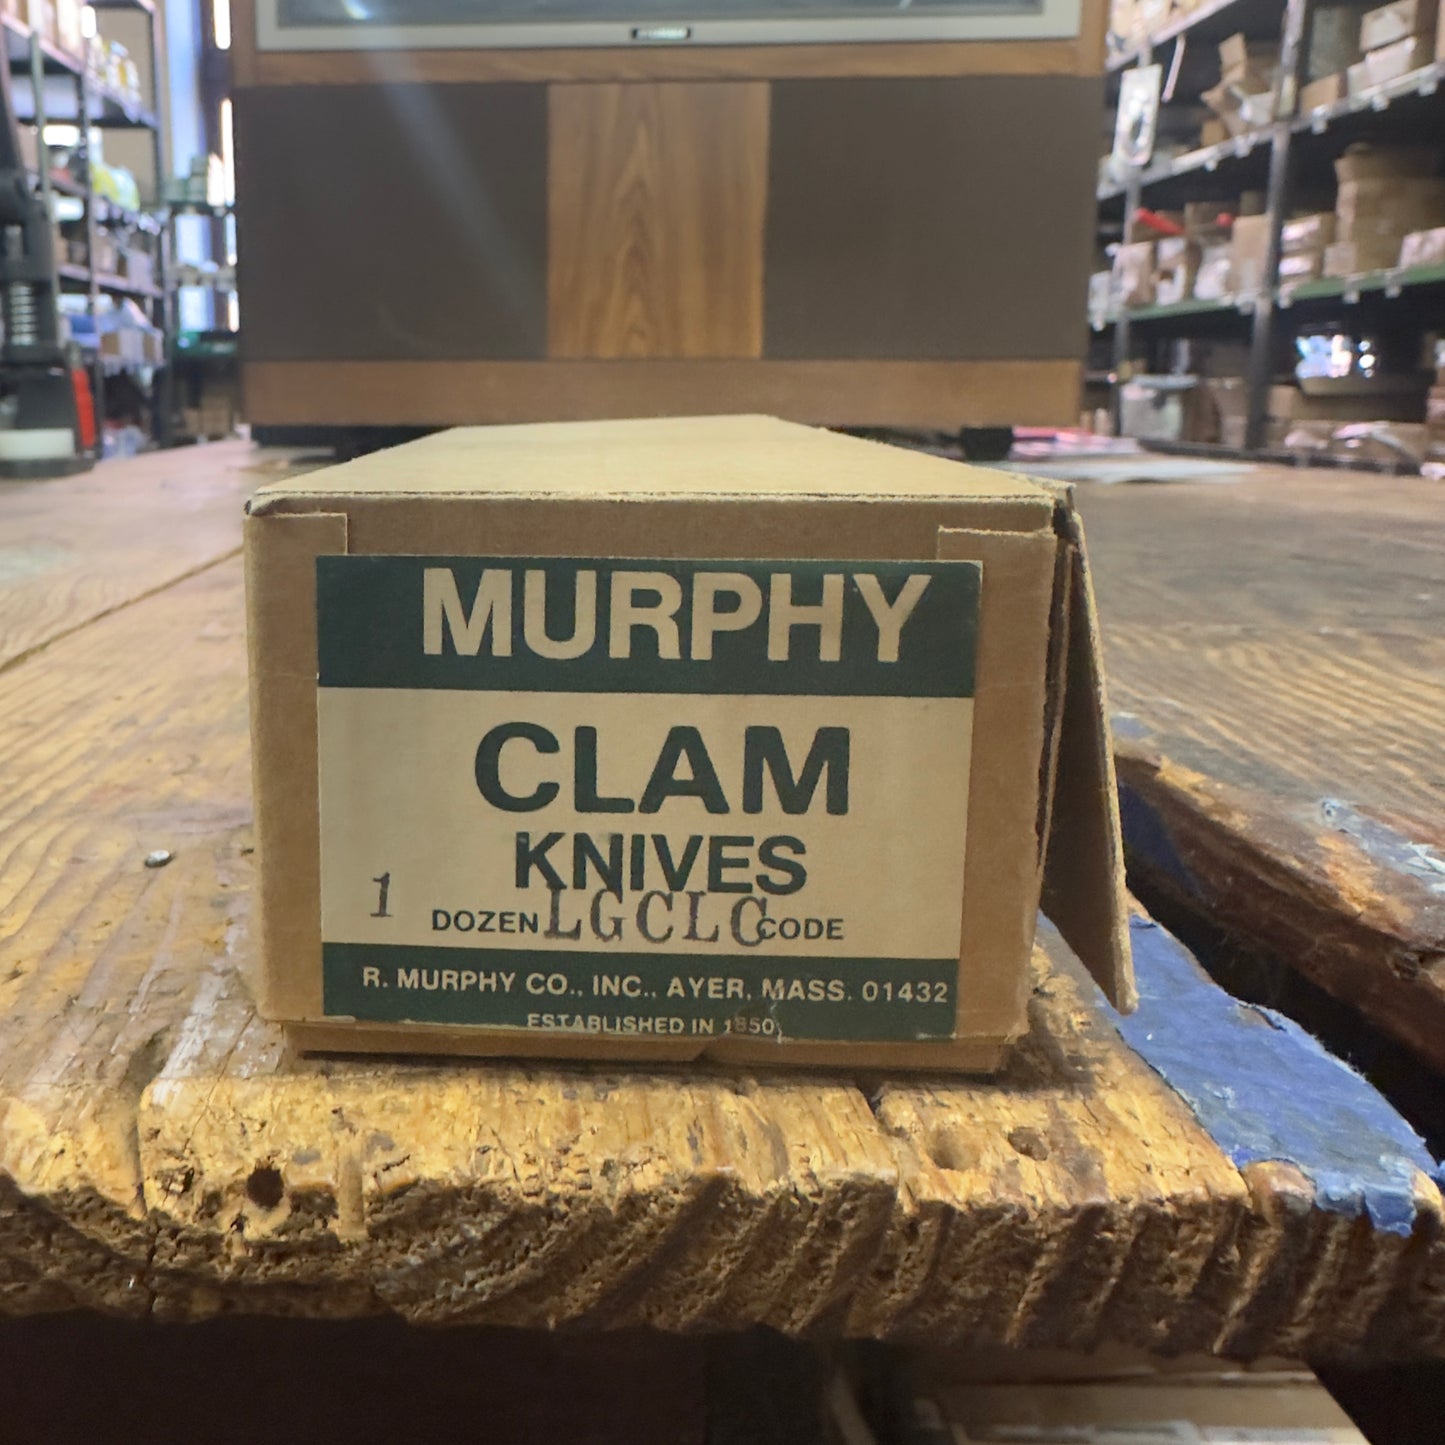 MURPHY
CLAM
KNIVES
1 DOZEN LGCLC CODE
R. MURPHY CO., INC., AYER, MASS. 01432
ESTABLISHED IN 1850